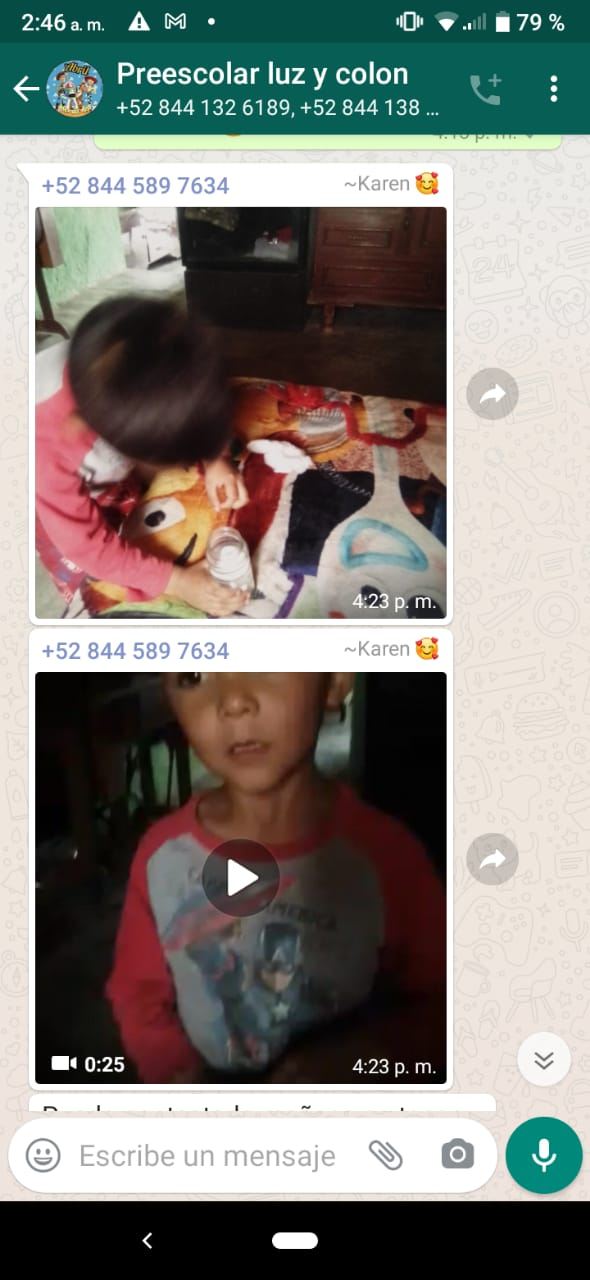 2:46 a. m.
79 %
Preescolar luz y colon
+52 844 132 6189, +52 844 138 ...
+52 844 589 7634
~Karen 🥰
4:23 p. m.
+52 844 589 7634
~Karen 🥰
AMERICA
0:25
4:23 p. m.
Escribe un mensaje